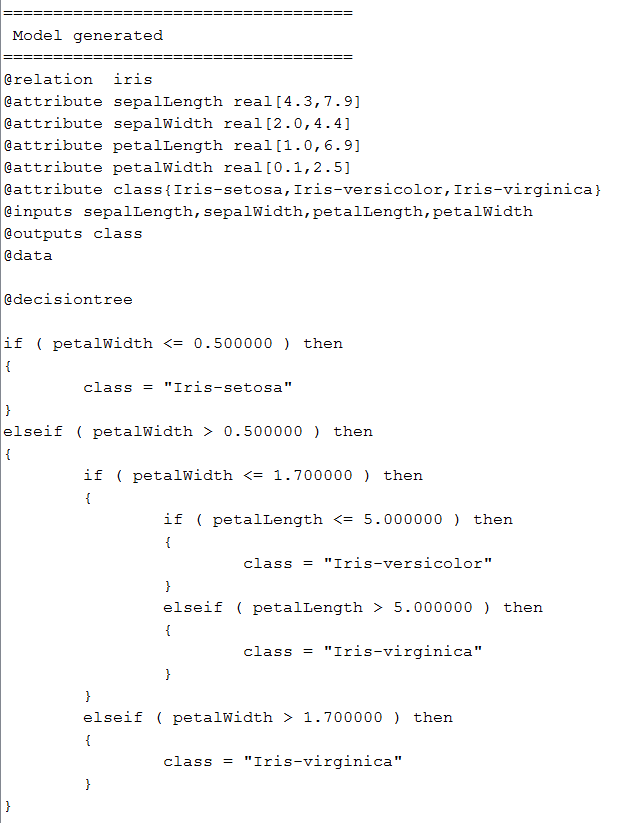 ===================================
Model generated
===================================
@relation  iris
@attribute sepalLength real[4.3,7.9]
@attribute sepalWidth real[2.0,4.4]
@attribute petalLength real[1.0,6.9]
@attribute petalWidth real[0.1,2.5]
@attribute class{Iris-setosa,Iris-versicolor,Iris-virginica}
@inputs sepalLength,sepalWidth,petalLength,petalWidth
@outputs class
@data
@decisiontree
if ( petalWidth <= 0.500000 ) then
{
        class = "Iris-setosa"
}
elseif ( petalWidth > 0.500000 ) then
{
        if ( petalWidth <= 1.700000 ) then
        {
                if ( petalLength <= 5.000000 ) then
                {
                        class = "Iris-versicolor"
                }
                elseif ( petalLength > 5.000000 ) then
                {
                        class = "Iris-virginica"
                }
        }
        elseif ( petalWidth > 1.700000 ) then
        {
                class = "Iris-virginica"
        }
}